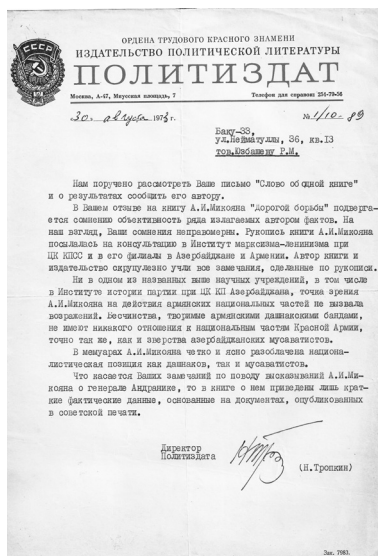 СССР
ОРДЕНА ТРУДОВОГО КРАСНОГО ЗНАМЕНИ
ИЗДАТЕЛЬСТВО ПОЛИТИЧЕСКОЙ ЛИТЕРАТУРЫ
ПОЛИТИЗДАТ
Москва, А-47, Миусская площадь, 7 Телефон для справок: 251-79-56
„30„ августа 1973 г. № 1/10-89
Баку-33,
ул.Нейматуллы, 36, кв.13
тов.Юзбашеву Р.М.
Нам поручено рассмотреть Ваше письмо "Слово об одной книге"
и о результатах сообщить его автору.
В Вашем отзыве на книгу А.И.Микояна "Дорогой борьбы" подверга-
ется сомнению объективность ряда излагаемых автором фактов. На
наш взгляд, Ваши сомнения неправомерны. Рукопись книги А.И.Микояна
посылалась на консультацию в Институт марксизма-ленинизма при
ЦК КПСС и в его филиалы в Азербайджане и Армении. Автор книги и
издательство скрупулезно учли все замечания, сделанные по рукописи.
Ни в одном из названных выше научных учреждений, в том числе
в Институте истории партии при ЦК КП Азербайджана, точка зрения
А.И.Микояна на действия армянских национальных частей не вызвала
возражений. Бесчинства, творимые армянскими дашнакскими бандами,
не имеют никакого отношения к национальным частям Красной Армии,
точно так же, как и зверства азербайджанских мусаватистов.
В мемуарах А.И.Микояна четко и ясно разоблачена национа-
листическая позиция как дашнаков, так и мусаватистов.
Что касается Ваших замечаний по поводу высказываний А.И.Ми-
кояна о генерале Андранике, то в книге о нем приведены лишь крат-
кие фактические данные, основанные на документах, опубликованных
в советской печати.
Директор
Политиздата
(Н.Тропкин)
Зак. 7983.